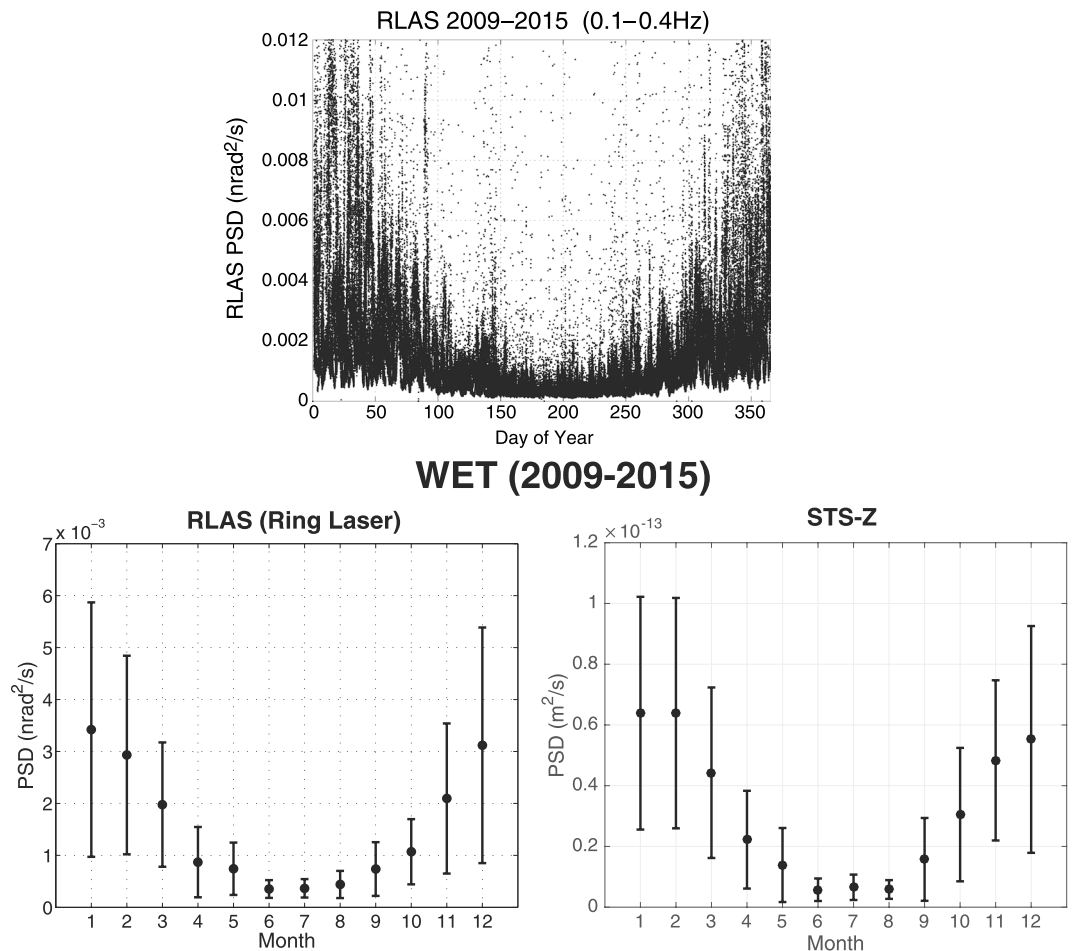 RLAS 2009–2015 (0.1–0.4Hz)
0.012
0.01
0.008
0.006
0.004
0.002
0
RLAS PSD (nrad²/s)
0 50 100 150 200 250 300 350
Day of Year
WET (2009-2015)
RLAS (Ring Laser)
x 10⁻³
7
6
5
4
3
2
1
0
PSD (nrad²/s)
1 2 3 4 5 6 7 8 9 10 11 12
Month
STS-Z
×10⁻¹³
1.2
1
0.8
0.6
0.4
0.2
0
PSD (m²/s)
1 2 3 4 5 6 7 8 9 10 11 12
Month